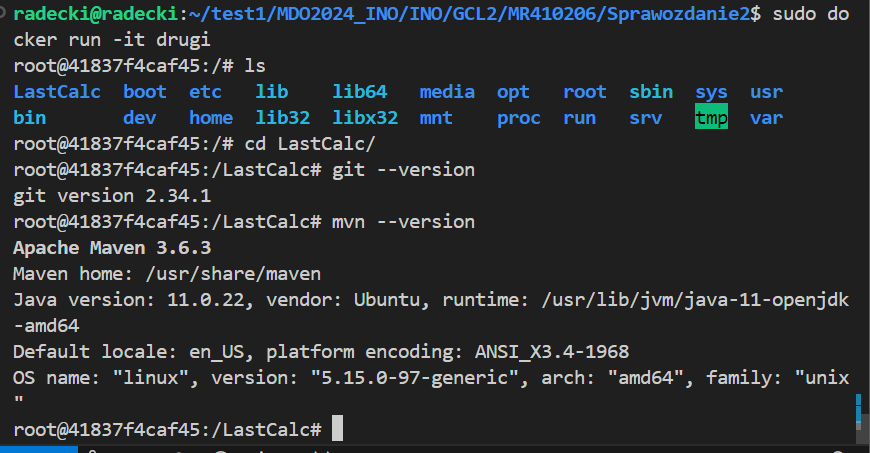 radecki@radecki:~/test1/MDO2024_INO/INO/GCL2/MR410206/Sprawozdanie2$ sudo do
cker run -it drugi
root@41837f4caf45:/# ls
LastCalc boot etc lib lib64 media opt root sbin sys usr
bin dev home lib32 libx32 mnt proc run srv tmp var
root@41837f4caf45:/# cd LastCalc/
root@41837f4caf45:/LastCalc# git --version
git version 2.34.1
root@41837f4caf45:/LastCalc# mvn --version
Apache Maven 3.6.3
Maven home: /usr/share/maven
Java version: 11.0.22, vendor: Ubuntu, runtime: /usr/lib/jvm/java-11-openjdk
-amd64
Default locale: en_US, platform encoding: ANSI_X3.4-1968
OS name: "linux", version: "5.15.0-97-generic", arch: "amd64", family: "unix
"
root@41837f4caf45:/LastCalc#